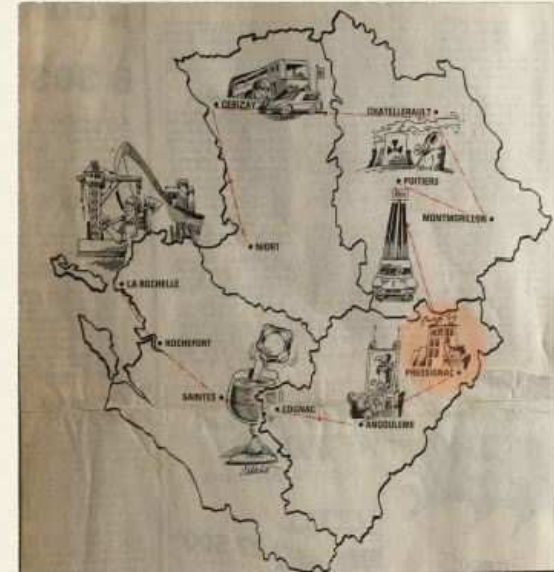 CERIZAY
CHATELLERAULT
POITIERS
MONTMORILLON
NIORT
LA ROCHELLE
ROCHEFORT
PRESSIGNAC
SAINTES
COGNAC
ANGOULEME